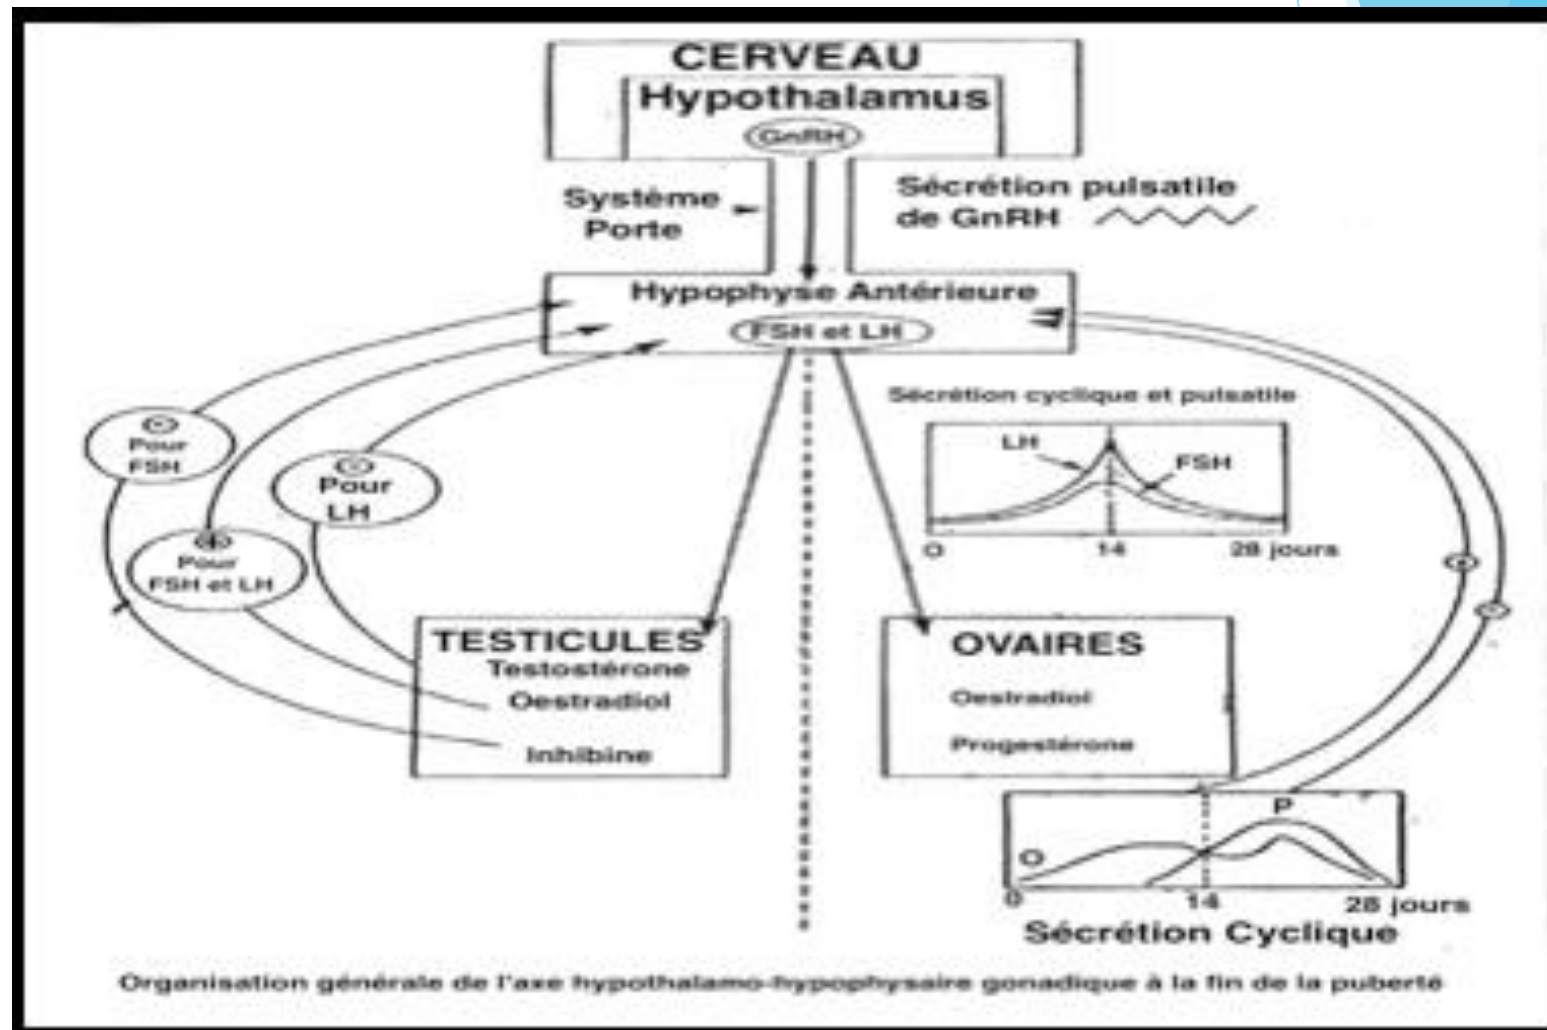 CERVEAU
Hypothalamus
GnRH
Système
Porte
Sécrétion pulsatile
de GnRH
Hypophyse Antérieure
FSH et LH
Pour
FSH
Pour
LH
Pour
FSH et LH
Sécrétion cyclique et pulsatile
LH
FSH
0
14
28 jours
TESTICULES
Testostérone
Oestradiol
Inhibine
OVAIRES
Oestradiol
Progestérone
P
O
0
14
28 jours
Sécrétion Cyclique
Organisation générale de l'axe hypothalamo-hypophysaire gonadique à la fin de la puberté